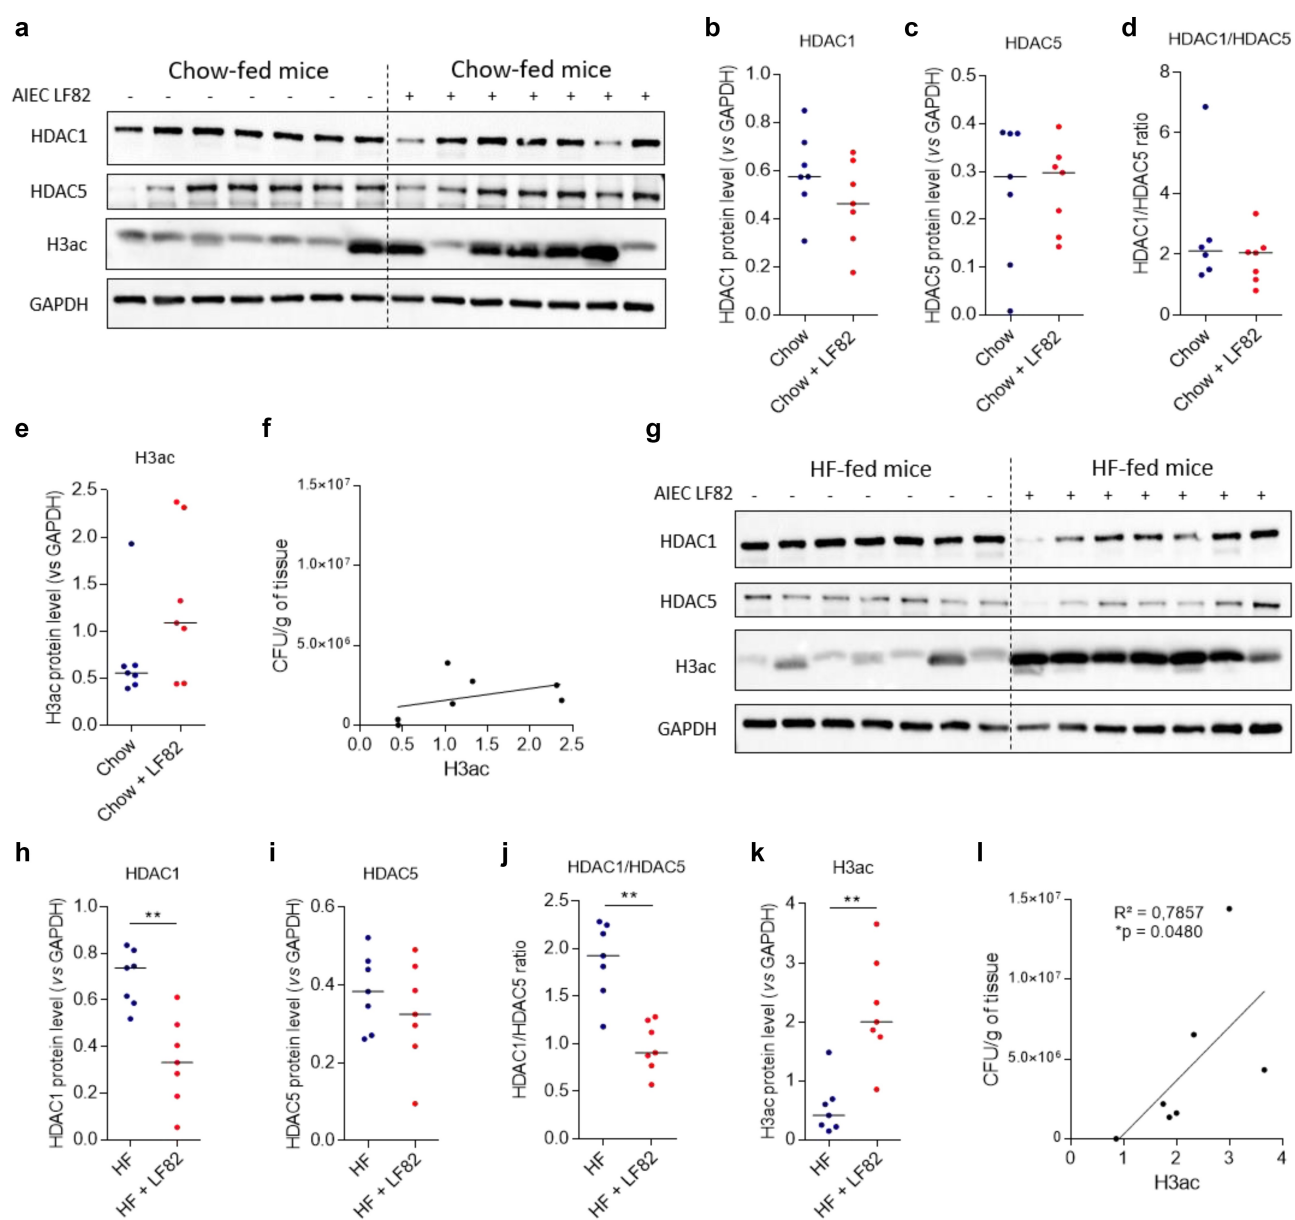 a
Chow-fed mice Chow-fed mice
AIEC LF82 - - - - - - - + + + + + + +
HDAC1
HDAC5
H3ac
GAPDH
b
HDAC1
HDAC1 protein level (vs GAPDH)
1.0
0.8
0.6
0.4
0.2
0.0
Chow
Chow + LF82
c
HDAC5
HDAC5 protein level (vs GAPDH)
0.5
0.4
0.3
0.2
0.1
0.0
Chow
Chow + LF82
d
HDAC1/HDAC5
HDAC1/HDAC5 ratio
8
6
4
2
0
Chow
Chow + LF82
e
H3ac
H3ac protein level (vs GAPDH)
2.5
2.0
1.5
1.0
0.5
0.0
Chow
Chow + LF82
f
CFU/g of tissue
1.5×10⁷
1.0×10⁷
5.0×10⁶
0
0.0 0.5 1.0 1.5 2.0 2.5
H3ac
g
HF-fed mice HF-fed mice
AIEC LF82 - - - - - - - + + + + + + +
HDAC1
HDAC5
H3ac
GAPDH
h
HDAC1
**
HDAC1 protein level (vs GAPDH)
1.0
0.8
0.6
0.4
0.2
0.0
HF
HF + LF82
i
HDAC5
HDAC5 protein level (vs GAPDH)
0.6
0.4
0.2
0.0
HF
HF + LF82
j
HDAC1/HDAC5
**
HDAC1/HDAC5 ratio
2.5
2.0
1.5
1.0
0.5
0.0
HF
HF + LF82
k
H3ac
**
H3ac protein level (vs GAPDH)
4
3
2
1
0
HF
HF + LF82
l
R² = 0,7857
*p = 0.0480
CFU/g of tissue
1.5×10⁷
1.0×10⁷
5.0×10⁶
0
0 1 2 3 4
H3ac